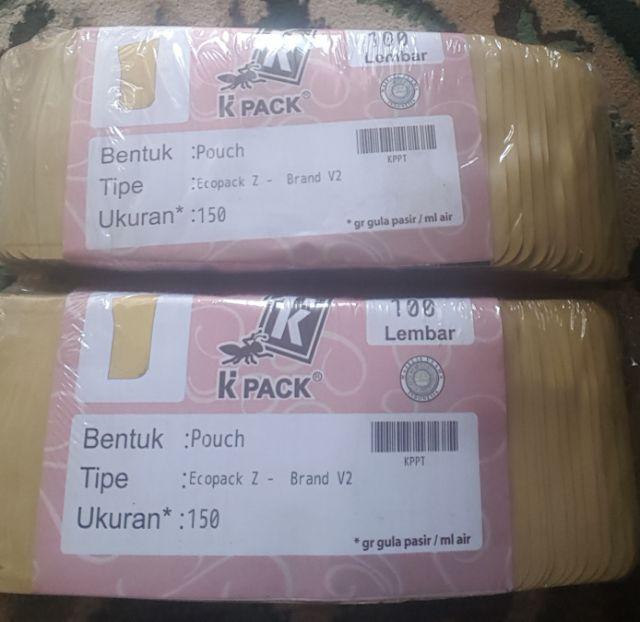 100
Lembar
K
K PACK®
Bentuk :Pouch
Tipe :Ecopack Z - Brand V2
Ukuran* :150
KPPT
* gr gula pasir / ml air
100
Lembar
K
K PACK®
Bentuk :Pouch
Tipe :Ecopack Z - Brand V2
Ukuran* :150
KPPT
* gr gula pasir / ml air